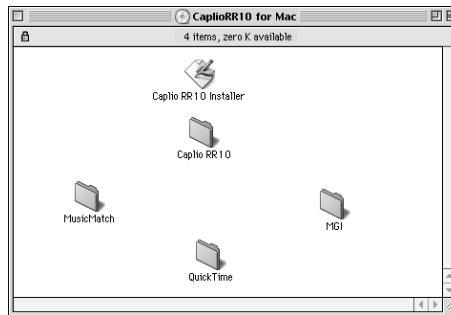 CaplioRR10 for Mac
4 items, zero K available
Caplio RR10 Installer
Caplio RR10
MusicMatch
MGI
QuickTime